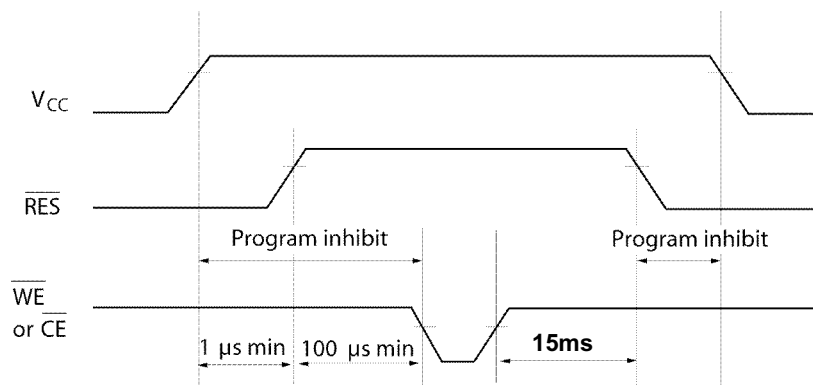 VCC
RES
Program inhibit
Program inhibit
WE
or CE
1 µs min
100 µs min
15ms